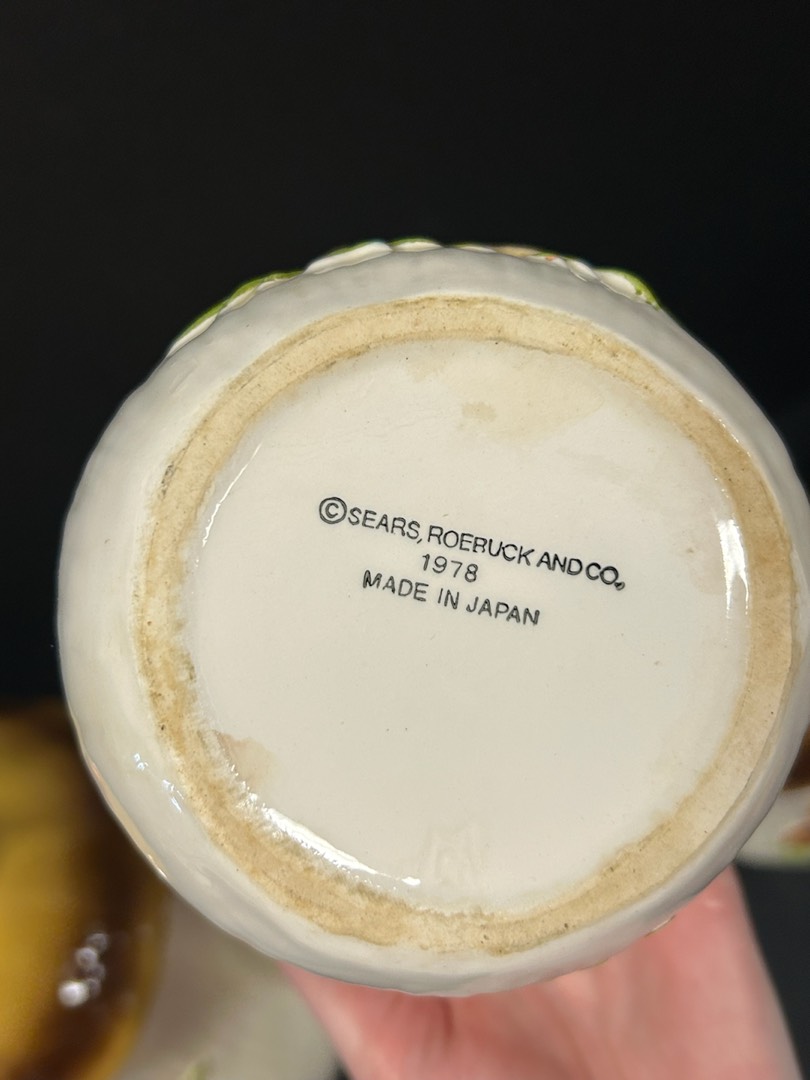 ©SEARS, ROEBUCK AND CO.
1978
MADE IN JAPAN